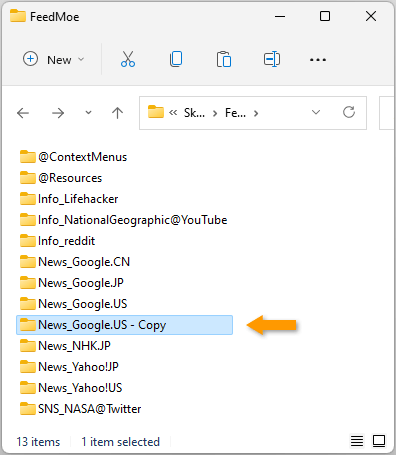 FeedMoe
New
« Sk... Fe...
@ContextMenus
@Resources
Info_Lifehacker
Info_NationalGeographic@YouTube
Info_reddit
News_Google.CN
News_Google.JP
News_Google.US
News_Google.US - Copy
News_NHK.JP
News_Yahoo!JP
News_Yahoo!US
SNS_NASA@Twitter
13 items 1 item selected